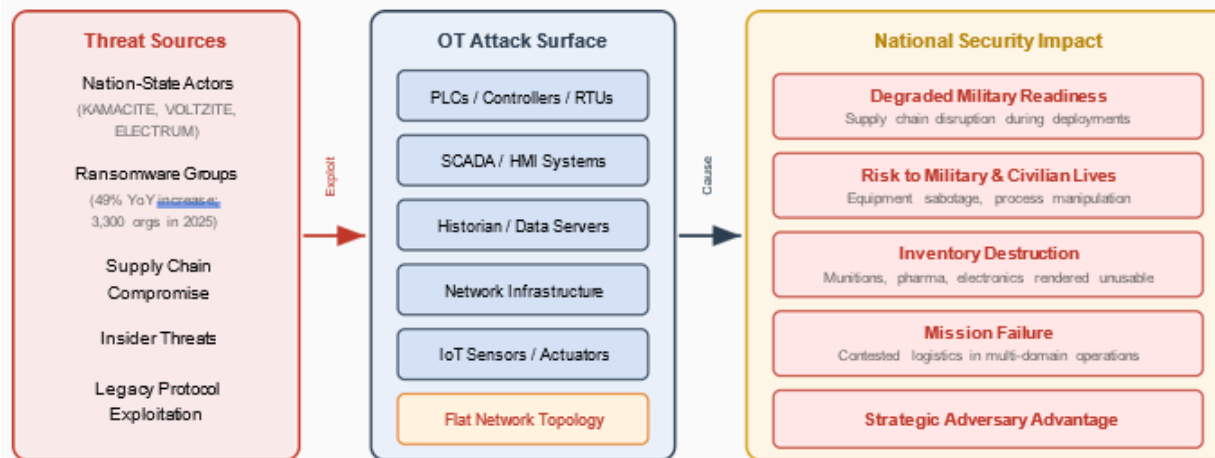 Threat Sources
Nation-State Actors
(KAMACITE, VOLTZITE,
ELECTRUM)
Ransomware Groups
(49% YoY increase;
3,300 orgs in 2025)
Supply Chain
Compromise
Insider Threats
Legacy Protocol
Exploitation
Exploit
OT Attack Surface
PLCs / Controllers / RTUs
SCADA / HMI Systems
Historian / Data Servers
Network Infrastructure
IoT Sensors / Actuators
Flat Network Topology
Cause
National Security Impact
Degraded Military Readiness
Supply chain disruption during deployments
Risk to Military & Civilian Lives
Equipment sabotage, process manipulation
Inventory Destruction
Munitions, pharma, electronics rendered unusable
Mission Failure
Contested logistics in multi-domain operations
Strategic Adversary Advantage